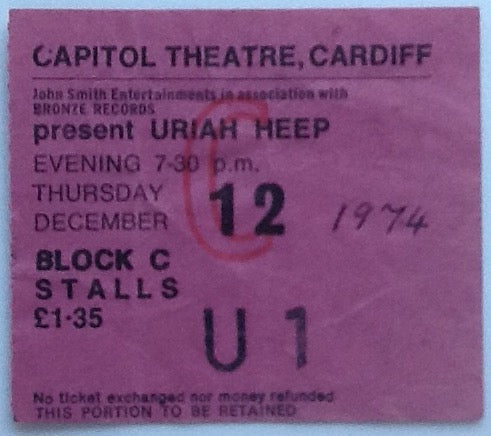 CAPITOL THEATRE, CARDIFF
John Smith Entertainments in association with
BRONZE RECORDS
present URIAH HEEP
EVENING 7-30 p.m.
THURSDAY
DECEMBER 12 1974
C
BLOCK C
STALLS
£1·35
U 1
No ticket exchanged nor money refunded
THIS PORTION TO BE RETAINED